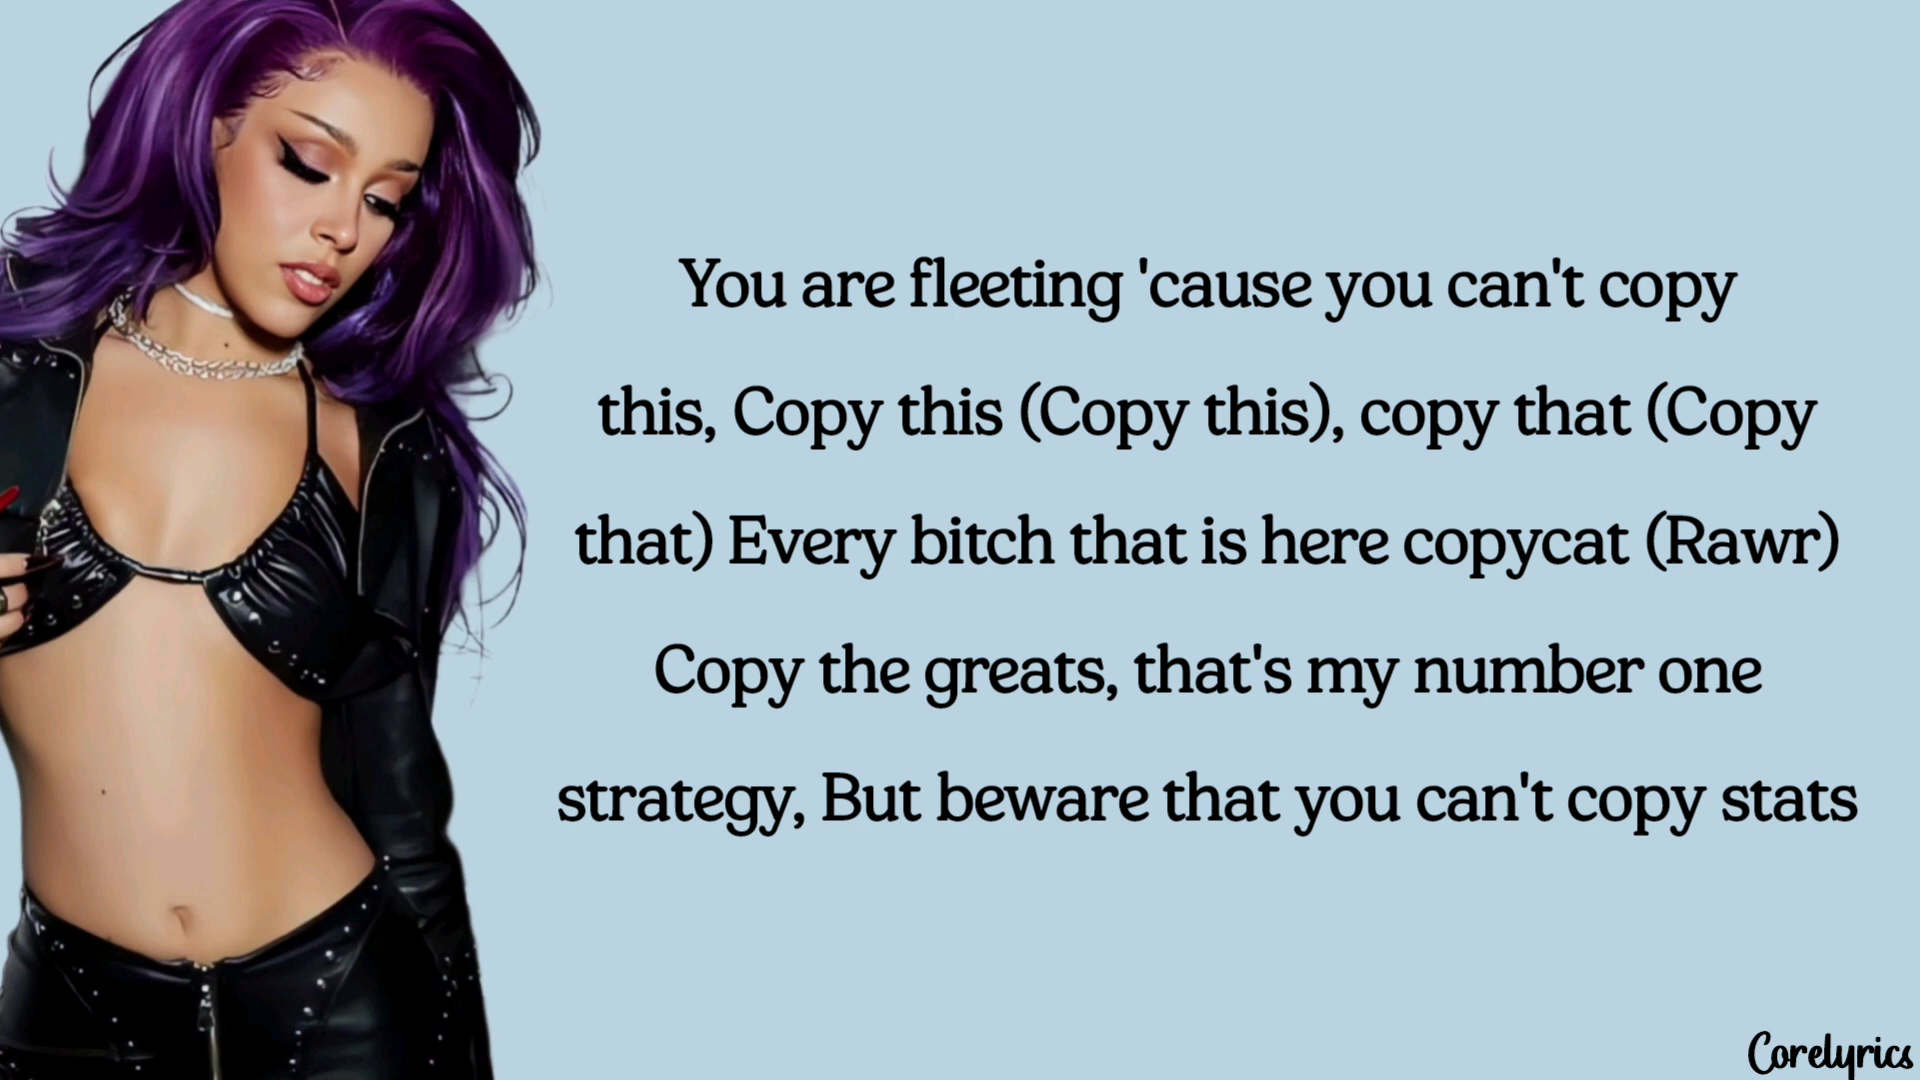 You are fleeting 'cause you can't copy
this, Copy this (Copy this), copy that (Copy
that) Every bitch that is here copycat (Rawr)
Copy the greats, that's my number one
strategy, But beware that you can't copy stats
Corelyrics